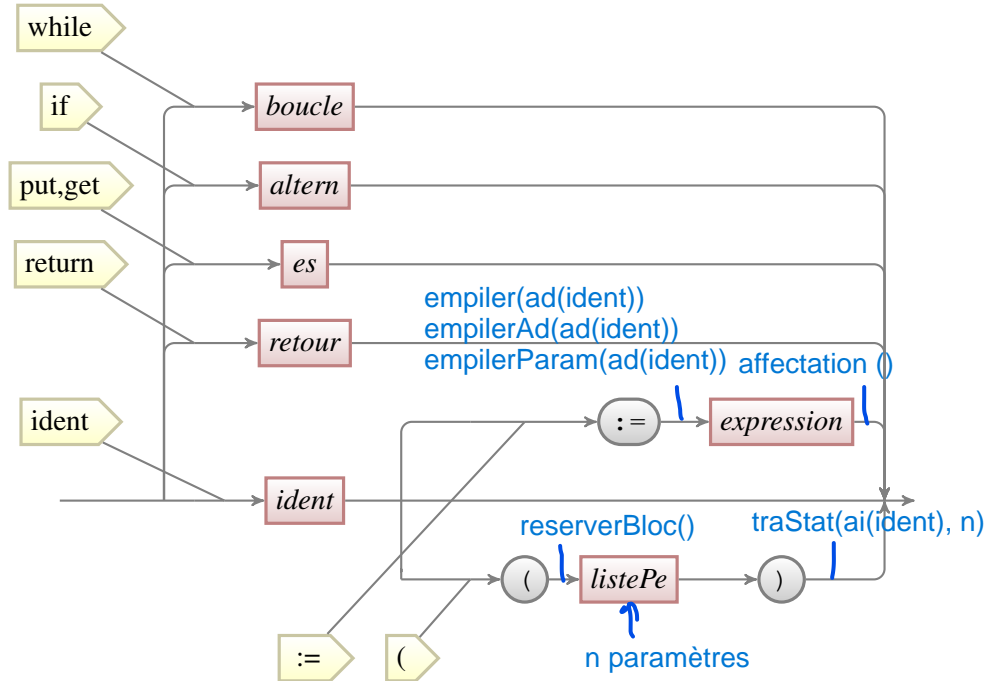 while
boucle
if
altern
put,get
es
return
retour
empiler(ad(ident))
empilerAd(ad(ident))
empilerParam(ad(ident))
affectation ()
ident
:=
expression
ident
reserverBloc()
traStat(ai(ident), n)
(
listePe
)
:=
(
n paramètres